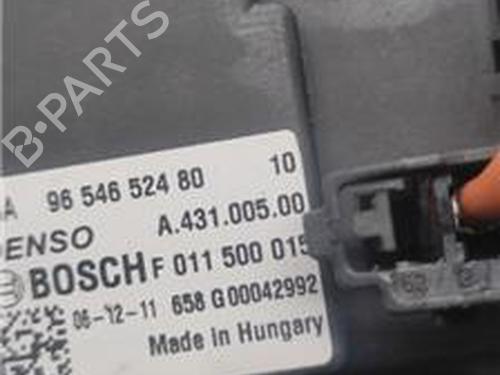 B-PARTS
A 96 546 524 80 10
DENSO A.431.005.00
BOSCH F 011 500 015
06-12-11 658 G00042992
Made in Hungary